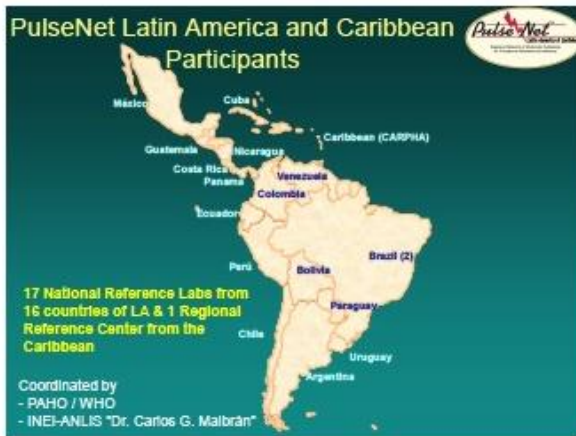 PulseNet Latin America and Caribbean
Participants
Pulse Net
México
Cuba
Caribbean (CARPHA)
Guatemala
Nicaragua
Costa Rica
Panama
Venezuela
Colombia
Ecuador
Brazil (2)
Perú
Bolivia
17 National Reference Labs from
16 countries of LA & 1 Regional
Reference Center from the
Caribbean
Paraguay
Chile
Uruguay
Argentina
Coordinated by
- PAHO / WHO
- INEI-ANLIS "Dr. Carlos G. Malbrán"